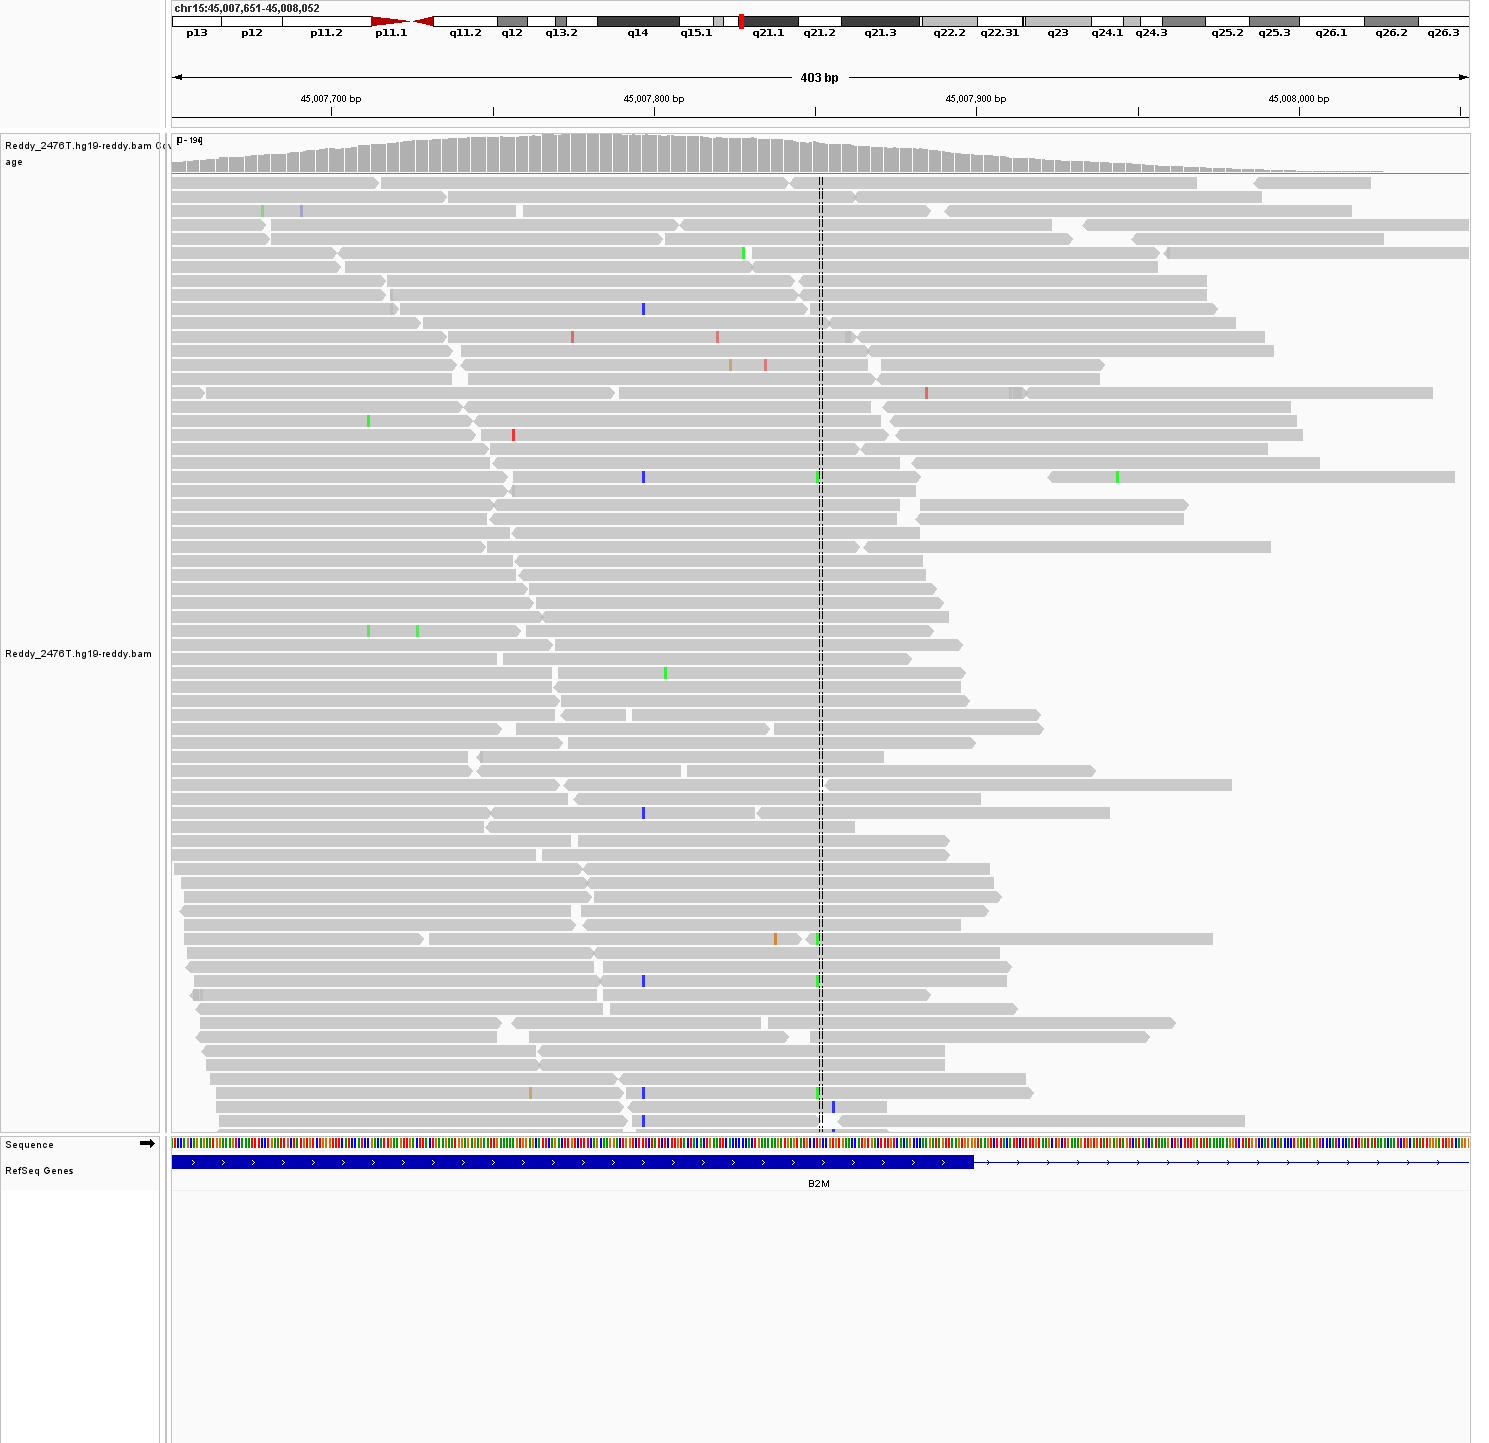 chr15:45,007,651-45,008,052
p13 p12 p11.2 p11.1 q11.2 q12 q13.2 q14 q15.1 q21.1 q21.2 q21.3 q22.2 q22.31 q23 q24.1 q24.3 q25.2 q25.3 q26.1 q26.2 q26.3
403 bp
45,007,700 bp 45,007,800 bp 45,007,900 bp 45,008,000 bp
[0 - 194]
Reddy_2476T.hg19-reddy.bam Cov
age
Reddy_2476T.hg19-reddy.bam
Sequence
RefSeq Genes
B2M